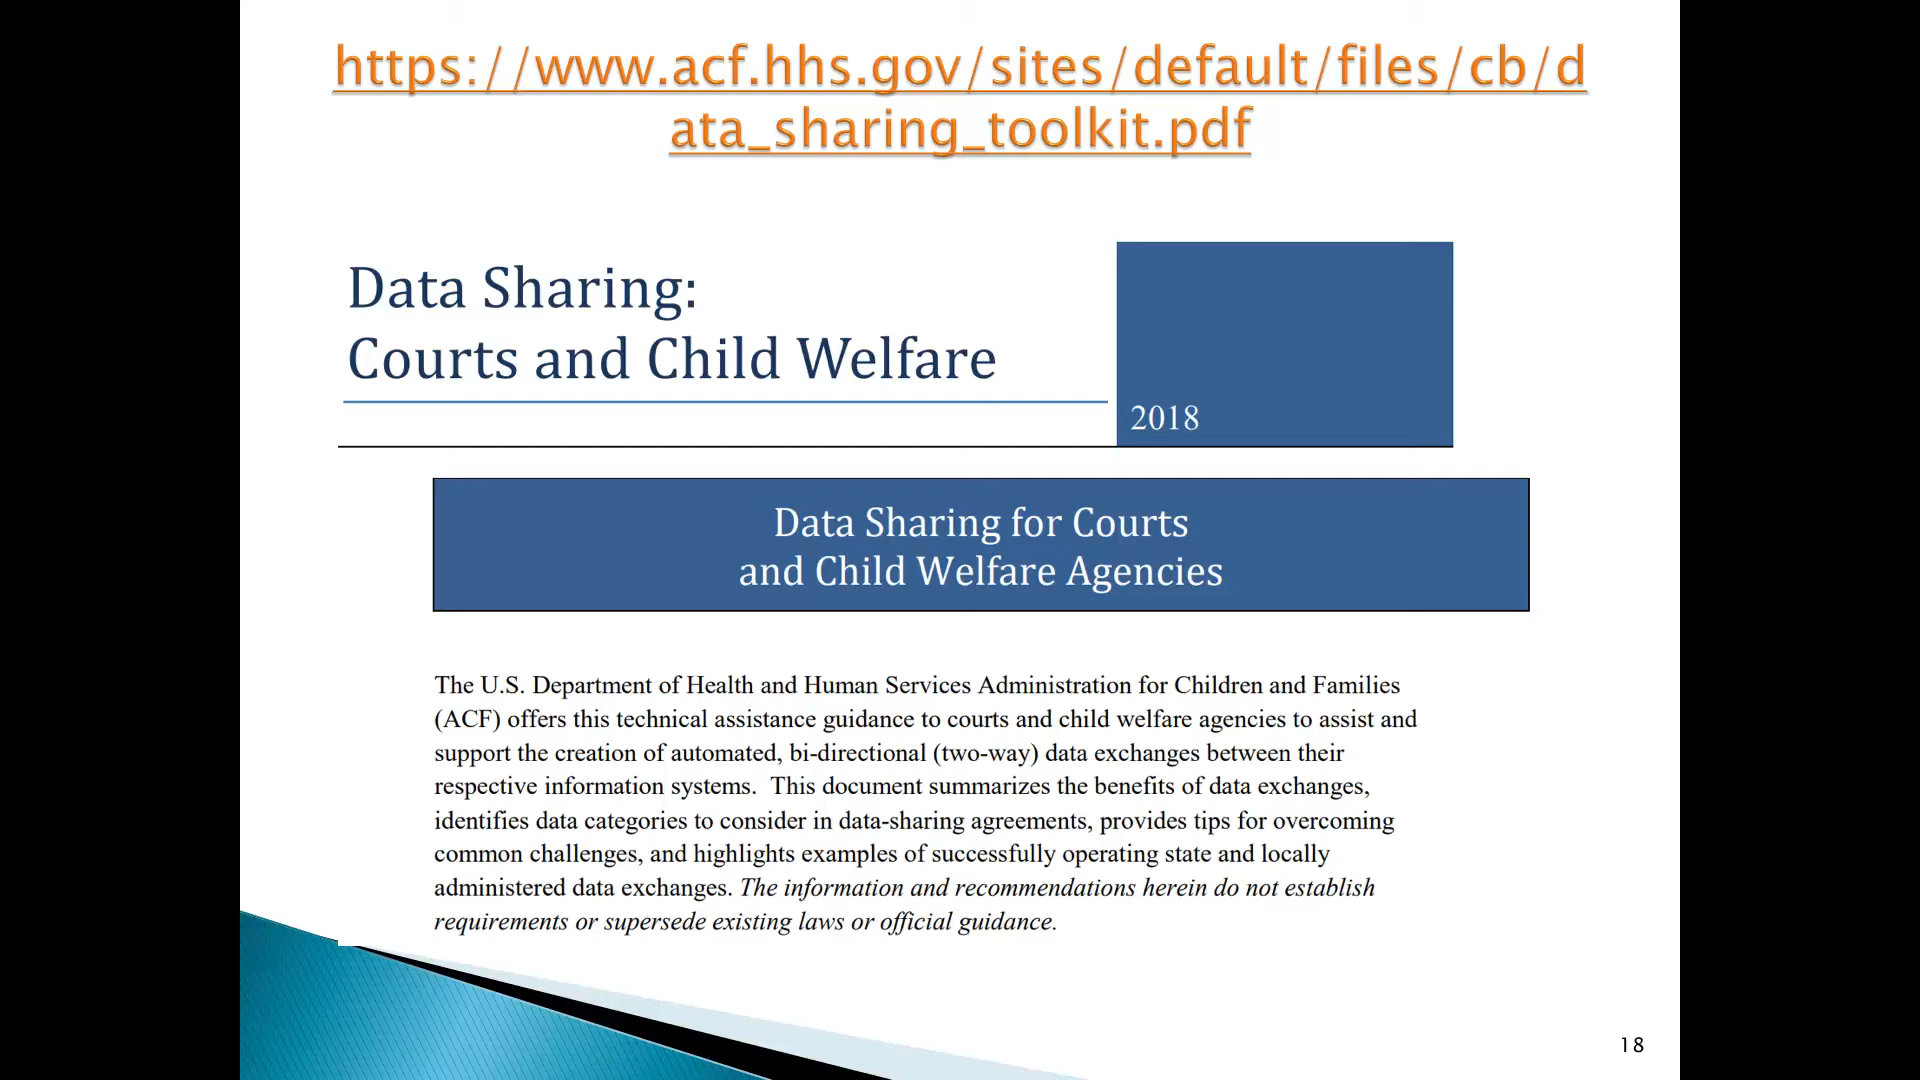 https://www.acf.hhs.gov/sites/default/files/cb/d
ata_sharing_toolkit.pdf
Data Sharing:
Courts and Child Welfare
2018
Data Sharing for Courts
and Child Welfare Agencies
The U.S. Department of Health and Human Services Administration for Children and Families
(ACF) offers this technical assistance guidance to courts and child welfare agencies to assist and
support the creation of automated, bi-directional (two-way) data exchanges between their
respective information systems.  This document summarizes the benefits of data exchanges,
identifies data categories to consider in data-sharing agreements, provides tips for overcoming
common challenges, and highlights examples of successfully operating state and locally
administered data exchanges. The information and recommendations herein do not establish
requirements or supersede existing laws or official guidance.
18